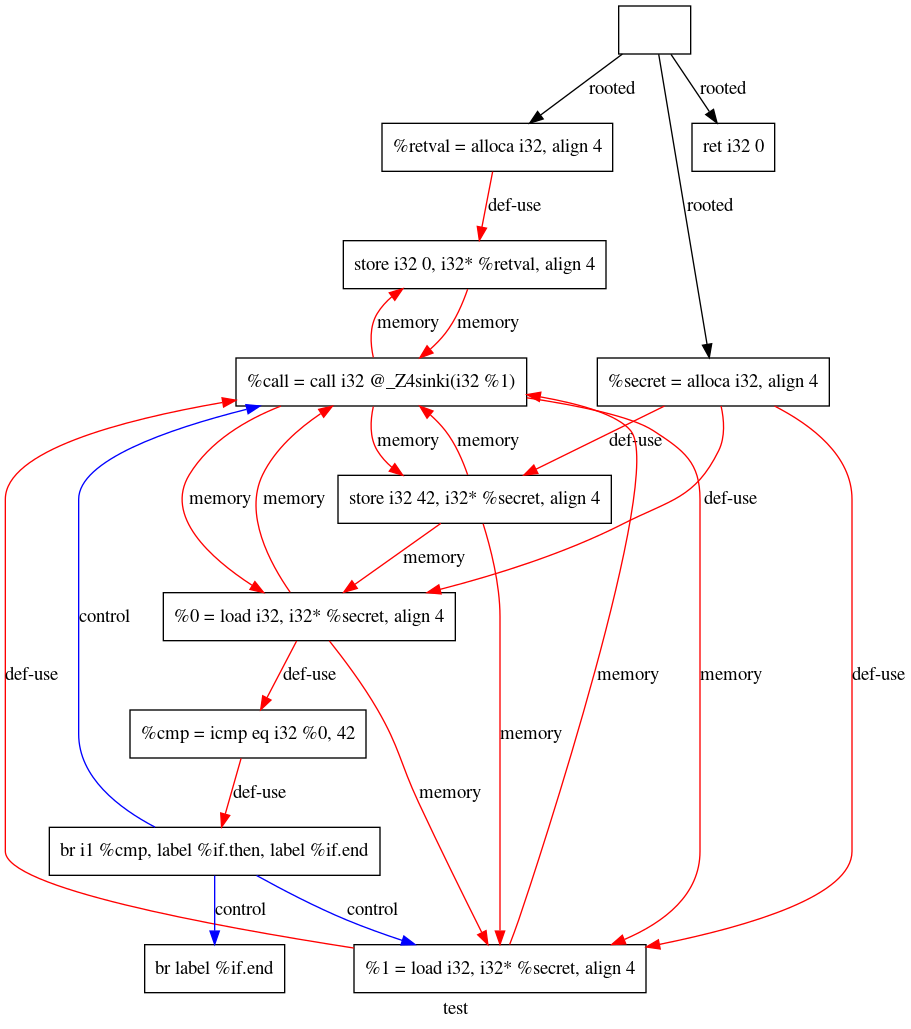 rooted
rooted
%retval = alloca i32, align 4
ret i32 0
def-use
rooted
store i32 0, i32* %retval, align 4
memory
memory
%call = call i32 @_Z4sinki(i32 %1)
%secret = alloca i32, align 4
memory
memory
def-use
memory
memory
store i32 42, i32* %secret, align 4
def-use
memory
control
%0 = load i32, i32* %secret, align 4
def-use
def-use
memory
memory
def-use
%cmp = icmp eq i32 %0, 42
memory
def-use
memory
br i1 %cmp, label %if.then, label %if.end
control
control
br label %if.end
%1 = load i32, i32* %secret, align 4
test